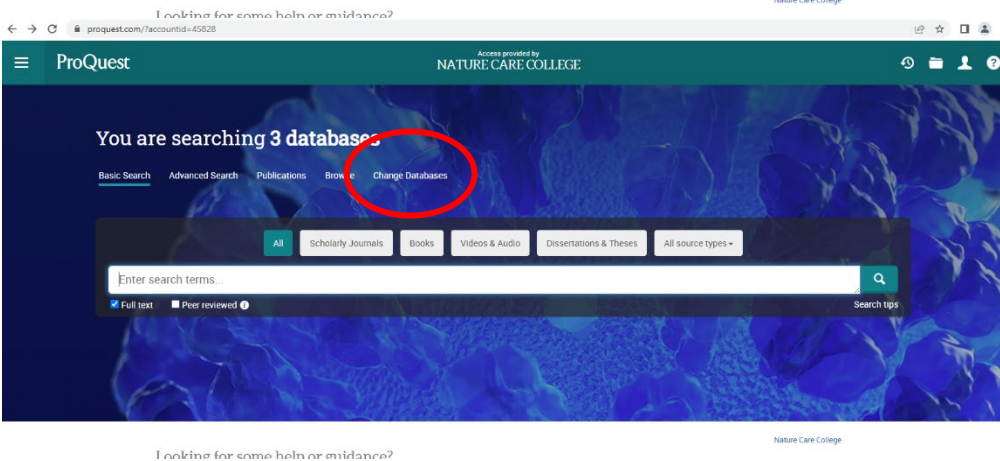 Nature Care College
Looking for some help or guidance?
proquest.com/?accountid=45828
ProQuest
Access provided by
NATURE CARE COLLEGE
You are searching 3 databases
Basic Search Advanced Search Publications Browse Change Databases
All Scholarly Journals Books Videos & Audio Dissertations & Theses All source types
Enter search terms...
Full text Peer reviewed
Search tips
Nature Care College
Looking for some help or guidance?